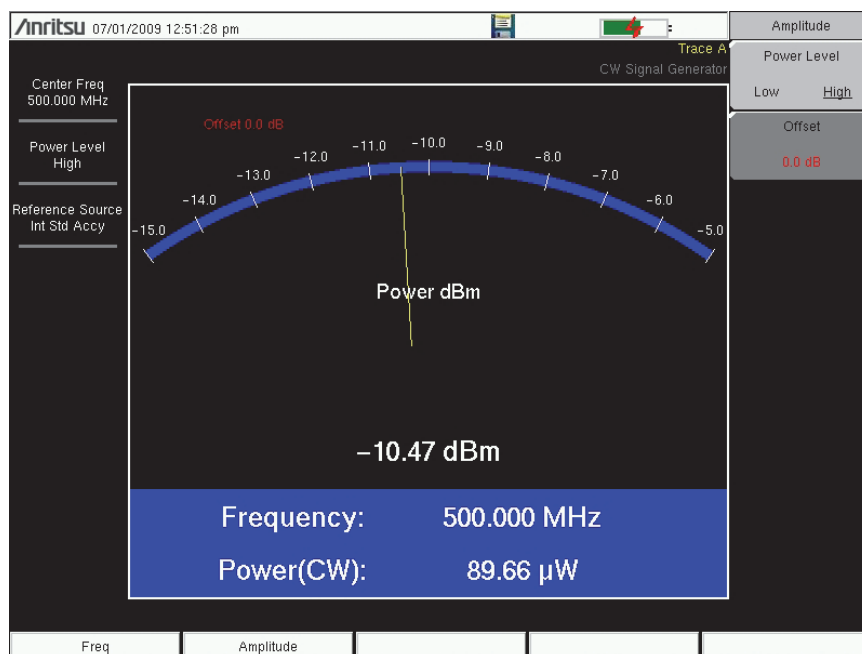 Anritsu 07/01/2009 12:51:28 pm
Trace A
CW Signal Generator
Center Freq
500.000 MHz
Power Level
High
Reference Source
Int Std Accy
Offset 0.0 dB
-15.0 -14.0 -13.0 -12.0 -11.0 -10.0 -9.0 -8.0 -7.0 -6.0 -5.0
Power dBm
-10.47 dBm
Frequency: 500.000 MHz
Power(CW): 89.66 µW
Amplitude
Power Level
Low High
Offset
0.0 dB
Freq Amplitude